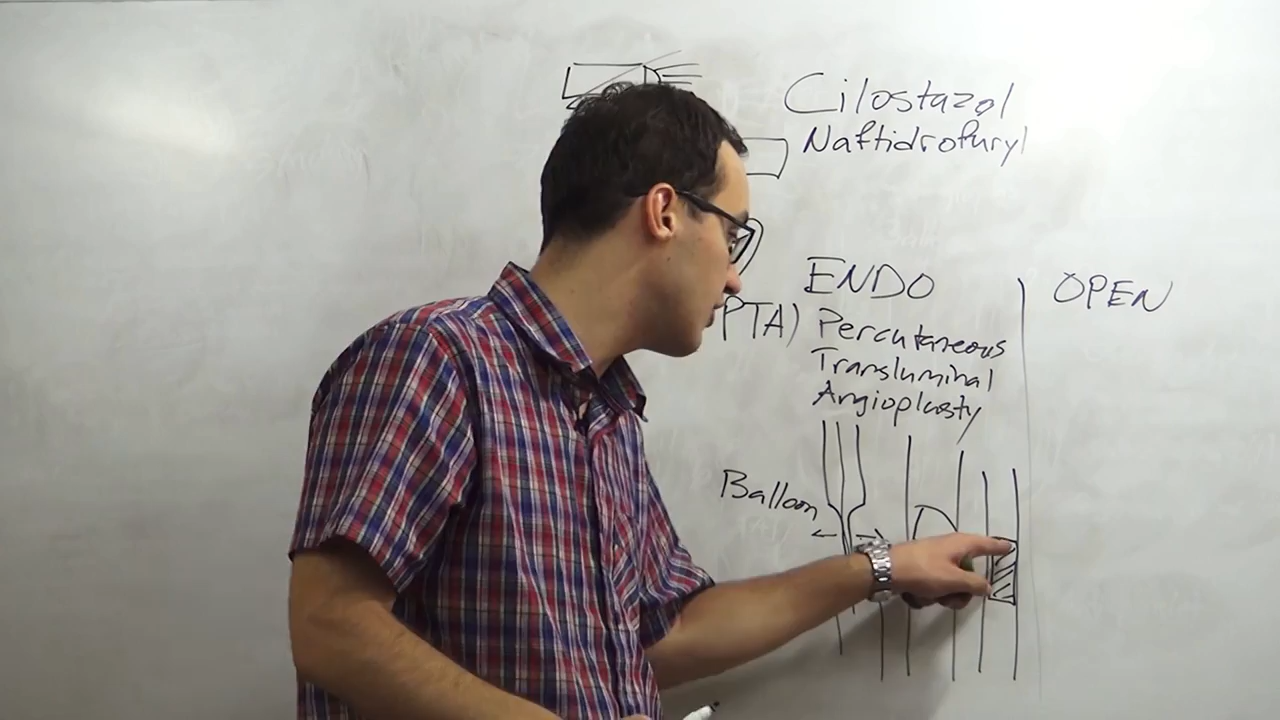 Cilostazol
Naftidrofuryl
ENDO
OPEN
PTA) Percutaneous
Transluminal
Angioplasty
Balloon